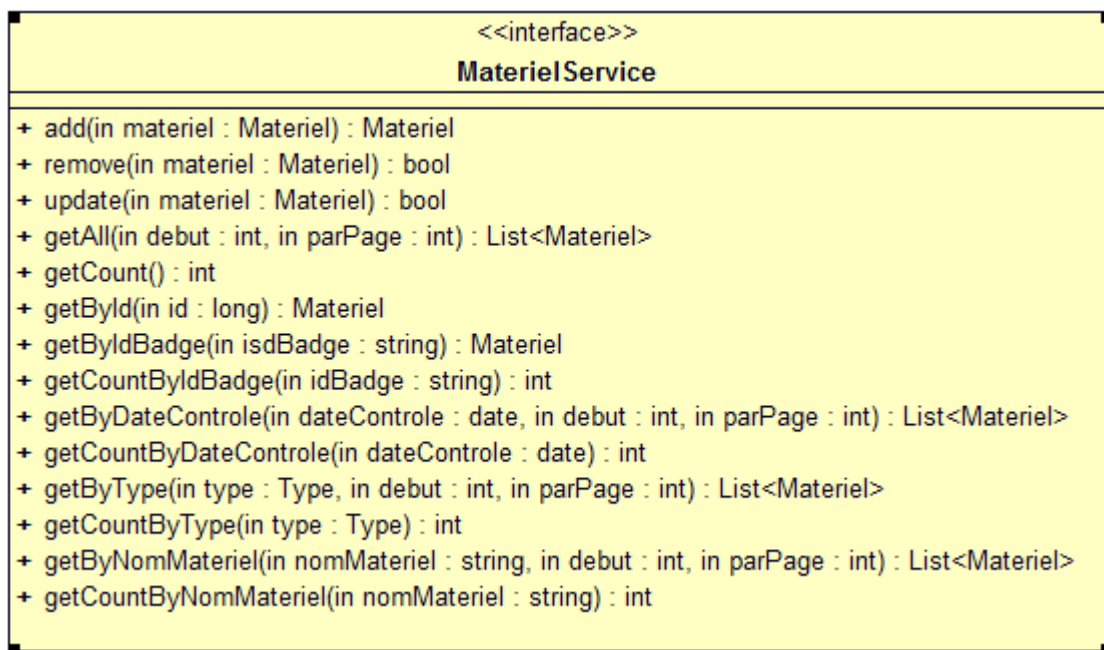 <<interface>>
MaterielService
+ add(in materiel : Materiel) : Materiel
+ remove(in materiel : Materiel) : bool
+ update(in materiel : Materiel) : bool
+ getAll(in debut : int, in parPage : int) : List<Materiel>
+ getCount() : int
+ getById(in id : long) : Materiel
+ getByIdBadge(in isdBadge : string) : Materiel
+ getCountByIdBadge(in idBadge : string) : int
+ getByDateControle(in dateControle : date, in debut : int, in parPage : int) : List<Materiel>
+ getCountByDateControle(in dateControle : date) : int
+ getByType(in type : Type, in debut : int, in parPage : int) : List<Materiel>
+ getCountByType(in type : Type) : int
+ getByNomMateriel(in nomMateriel : string, in debut : int, in parPage : int) : List<Materiel>
+ getCountByNomMateriel(in nomMateriel : string) : int